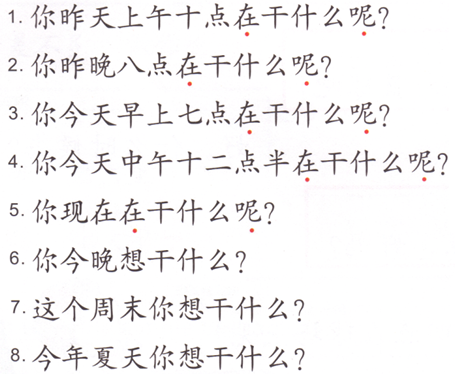 1. 你昨天上午十点在干什么呢?
2. 你昨晚八点在干什么呢?
3. 你今天早上七点在干什么呢?
4. 你今天中午十二点半在干什么呢?
5. 你现在在干什么呢?
6. 你今晚想干什么?
7. 这个周末你想干什么?
8. 今年夏天你想干什么?